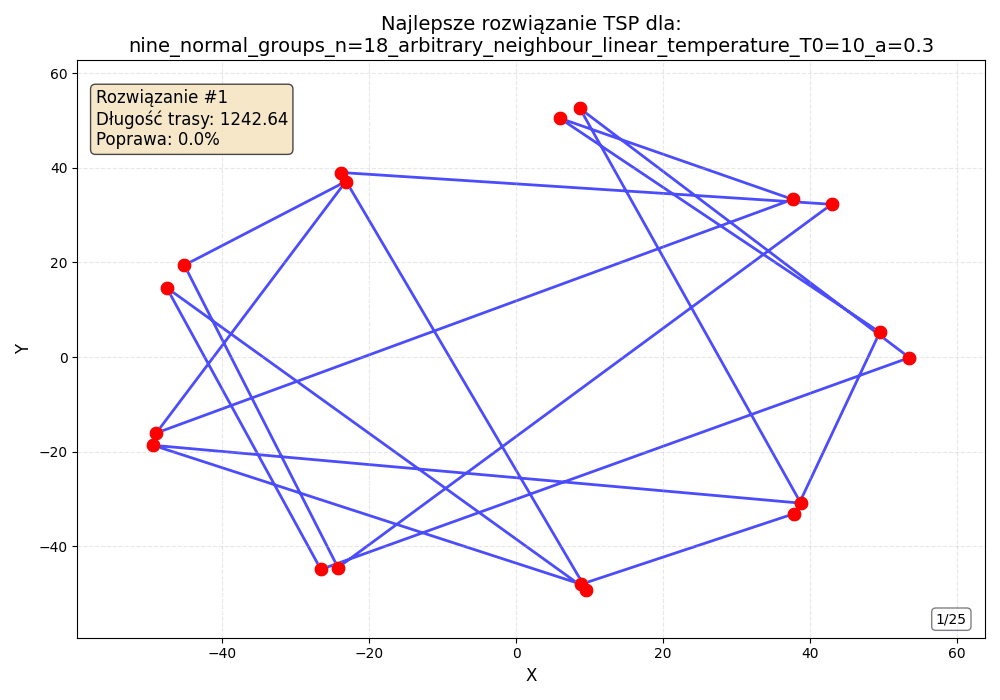 Najlepsze rozwiązanie TSP dla:
nine_normal_groups_n=18_arbitrary_neighbour_linear_temperature_T0=10_a=0.3
Rozwiązanie #1
Długość trasy: 1242.64
Poprawa: 0.0%
60
40
20
0
−20
−40
Y
1/25
−40
−20
0
20
40
60
X